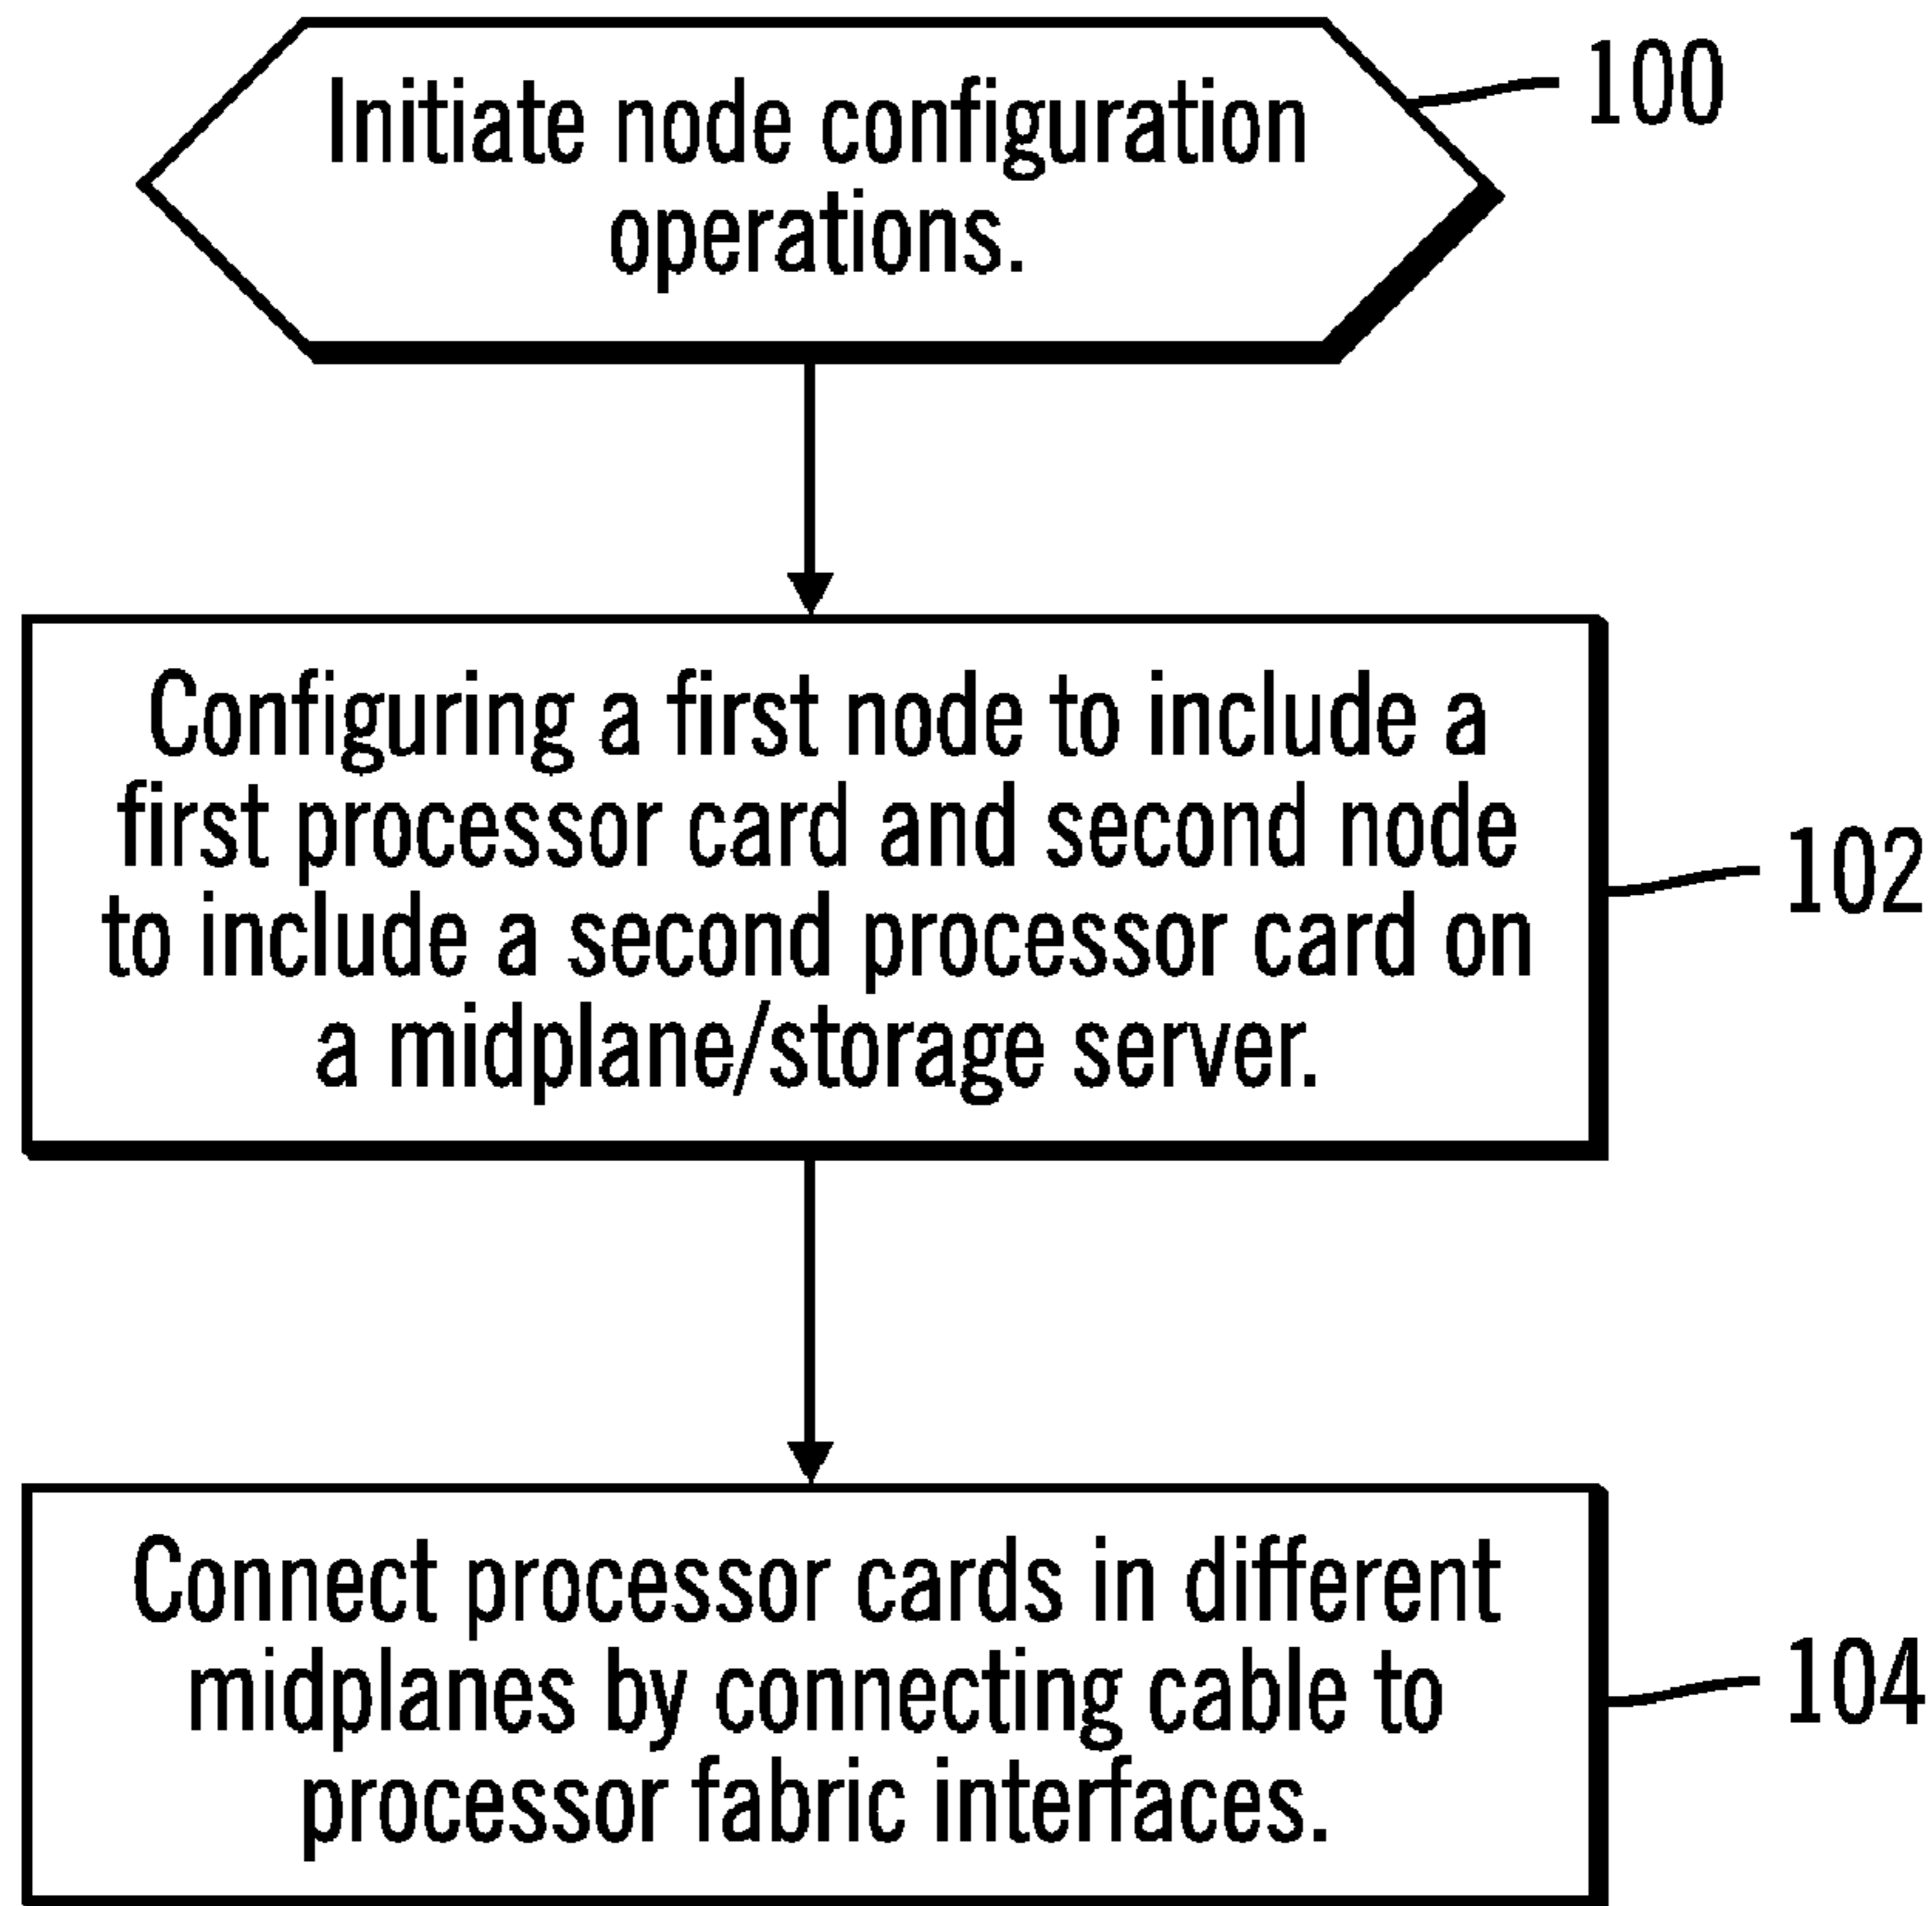 Initiate node configuration
operations.
100
Configuring a first node to include a
first processor card and second node
to include a second processor card on
a midplane/storage server.
102
Connect processor cards in different
midplanes by connecting cable to
processor fabric interfaces.
104